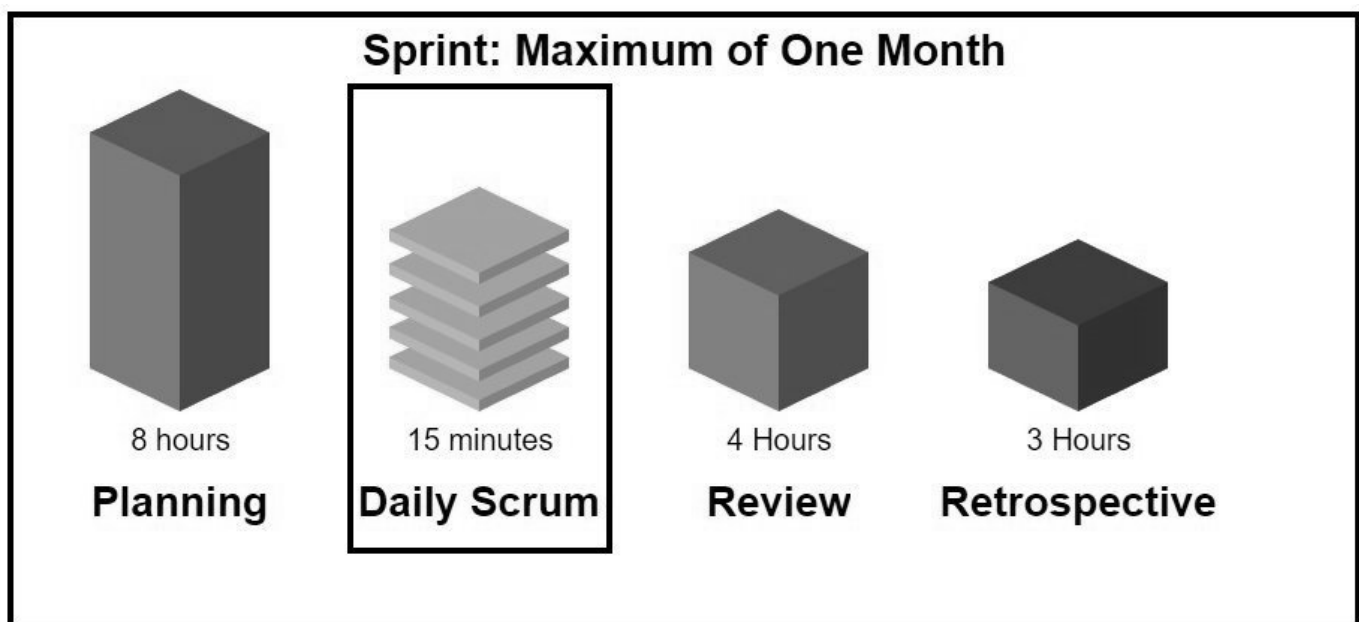 Sprint: Maximum of One Month
8 hours
15 minutes
4 Hours
3 Hours
Planning
Daily Scrum
Review
Retrospective